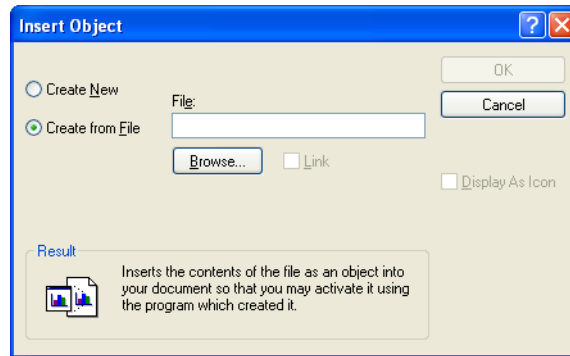 Insert Object
Create New
Create from File
File:
Browse...
Link
OK
Cancel
Display As Icon
Result
Inserts the contents of the file as an object into
your document so that you may activate it using
the program which created it.